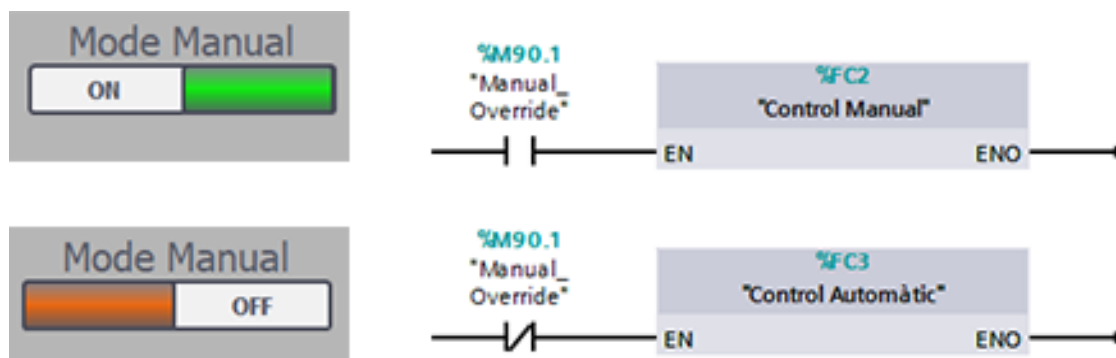 Mode Manual
ON
%M90.1
"Manual_
Override"
%FC2
"Control Manual"
EN
ENO
Mode Manual
OFF
%M90.1
"Manual_
Override"
%FC3
"Control Automàtic"
EN
ENO